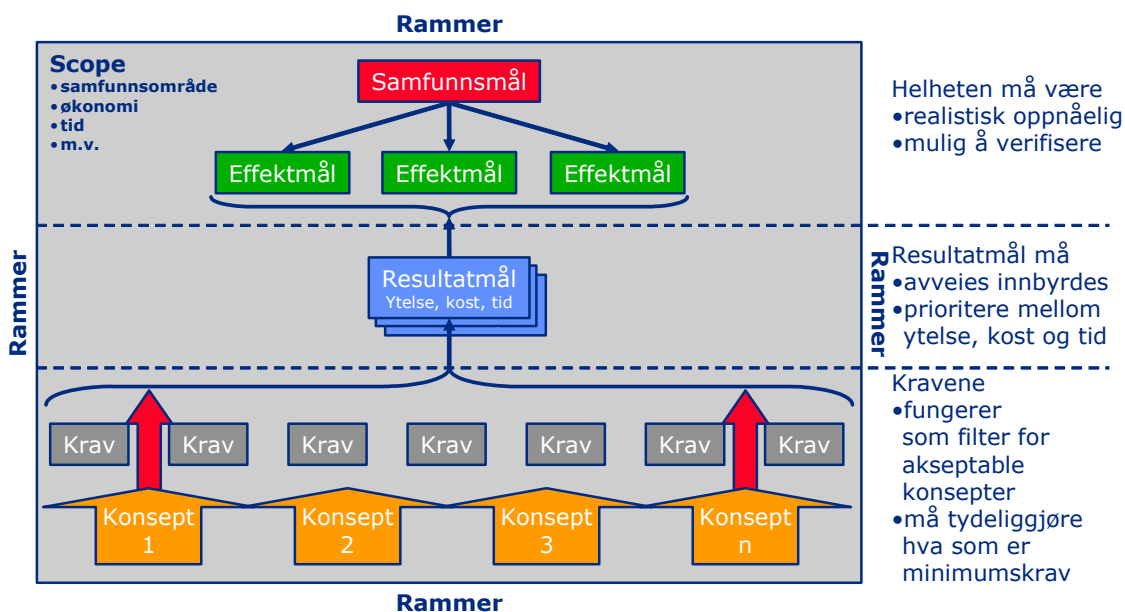 Rammer
Scope
•samfunnsområde
•økonomi
•tid
•m.v.
Samfunnsmål
Effektmål
Effektmål
Effektmål
Helheten må være
•realistisk oppnåelig
•mulig å verifisere
Rammer
Resultatmål
Ytelse, kost, tid
Rammer
Resultatmål må
•avveies innbyrdes
•prioritere mellom
ytelse, kost og tid
Krav
Krav
Krav
Krav
Krav
Krav
Krav
Konsept
1
Konsept
2
Konsept
3
Konsept
n
Kravene
•fungerer
som filter for
akseptable
konsepter
•må tydeliggjøre
hva som er
minimumskrav
Rammer